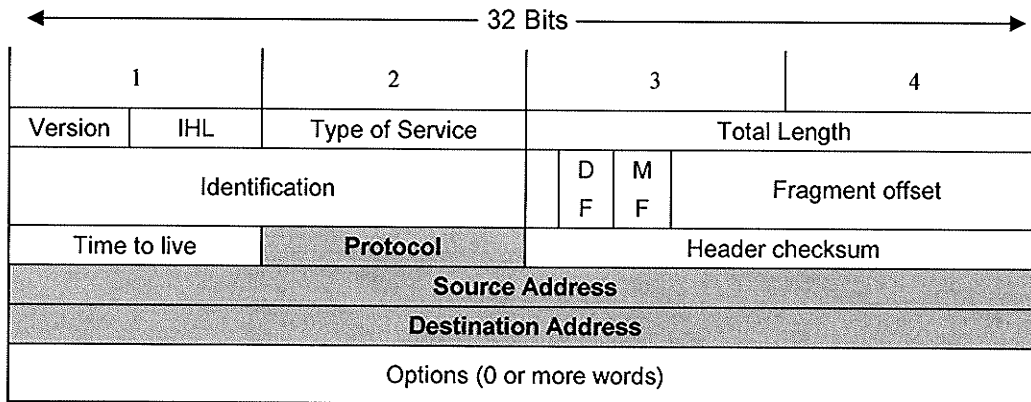 32 Bits
1 2 3 4
Version IHL Type of Service Total Length
Identification D F M F Fragment offset
Time to live Protocol Header checksum
Source Address
Destination Address
Options (0 or more words)